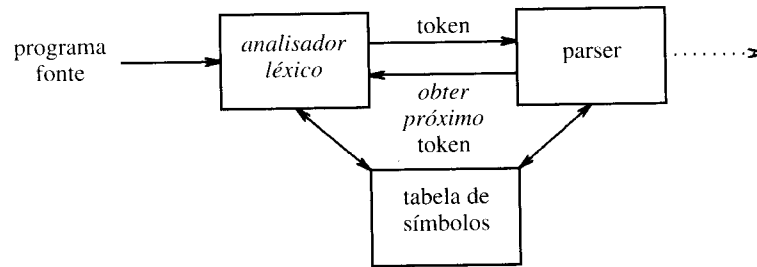 programa
fonte
analisador
léxico
token
obter
próximo
token
parser
tabela de
símbolos